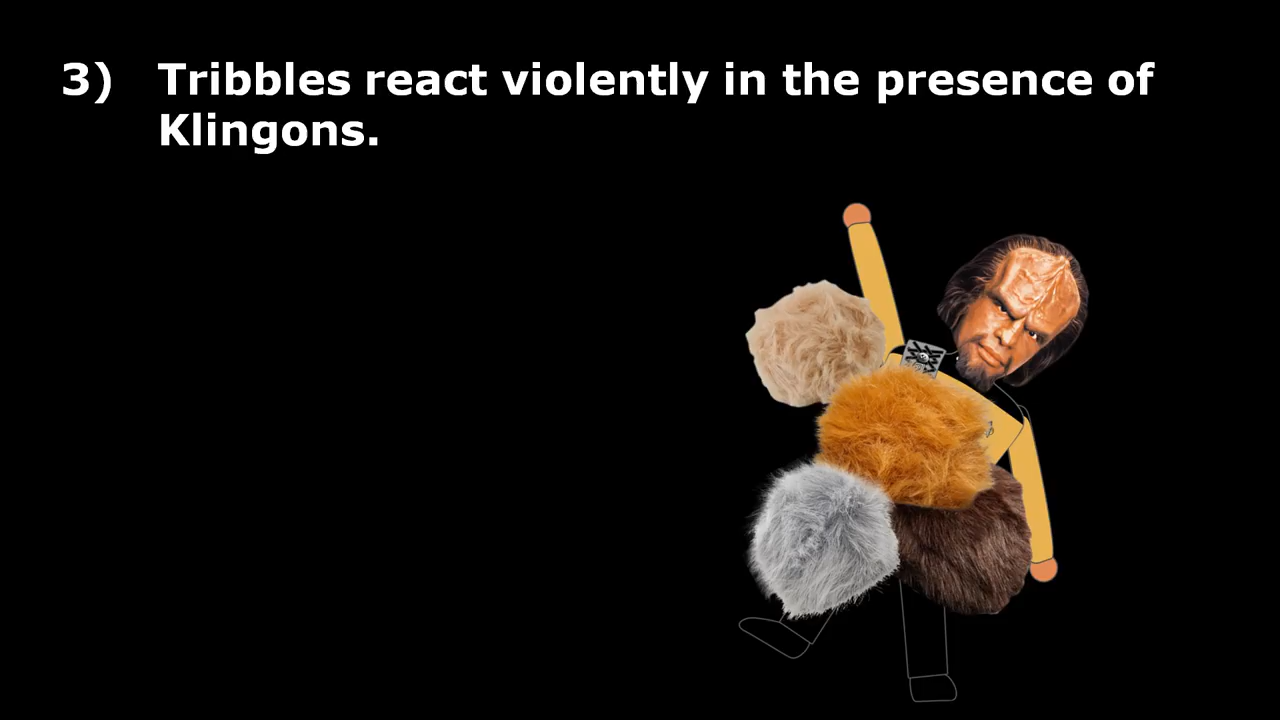 3) Tribbles react violently in the presence of
Klingons.